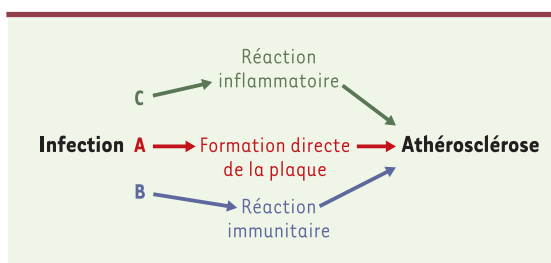 Réaction
inflammatoire
C
Infection A Formation directe Athérosclérose
de la plaque
B
Réaction
immunitaire